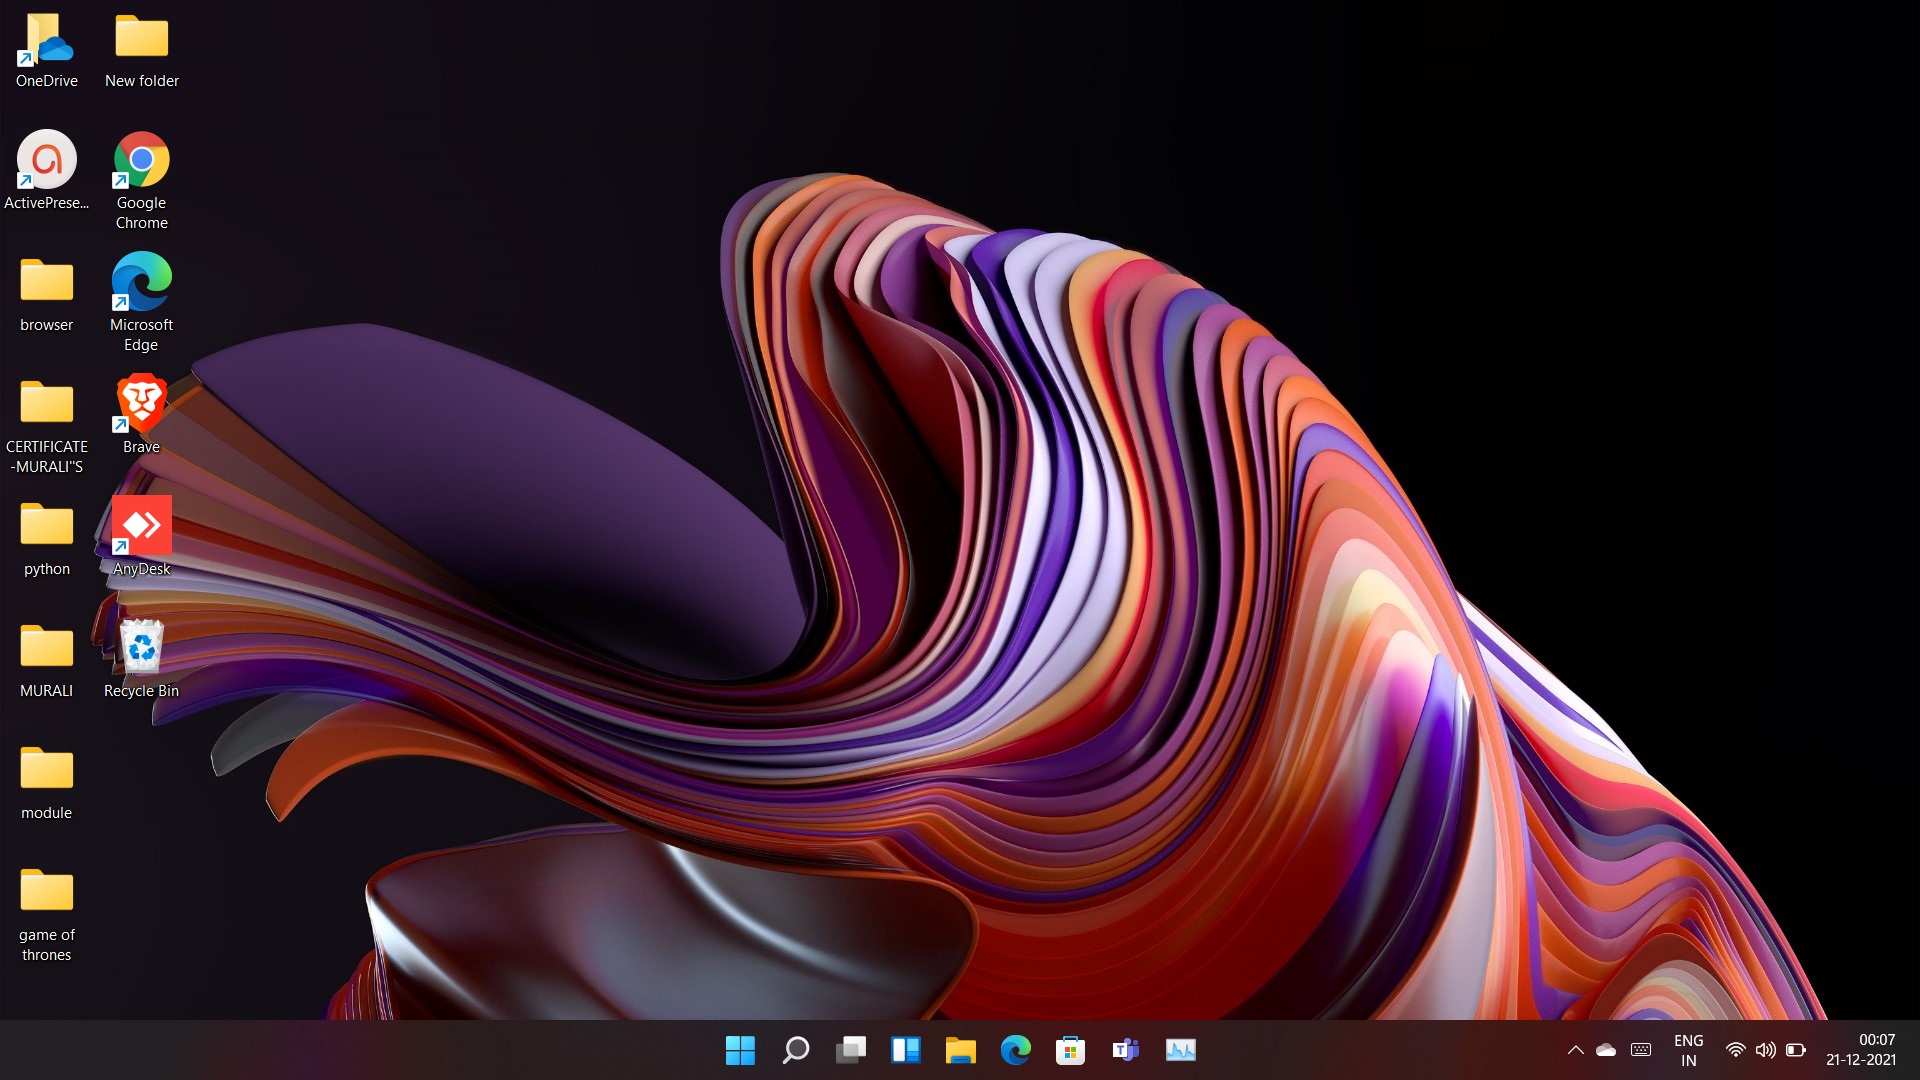 OneDrive
New folder
ActivePrese...
Google
Chrome
browser
Microsoft
Edge
CERTIFICATE
-MURALI"S
Brave
python
AnyDesk
MURALI
Recycle Bin
module
game of
thrones
ENG
IN
00:07
21-12-2021